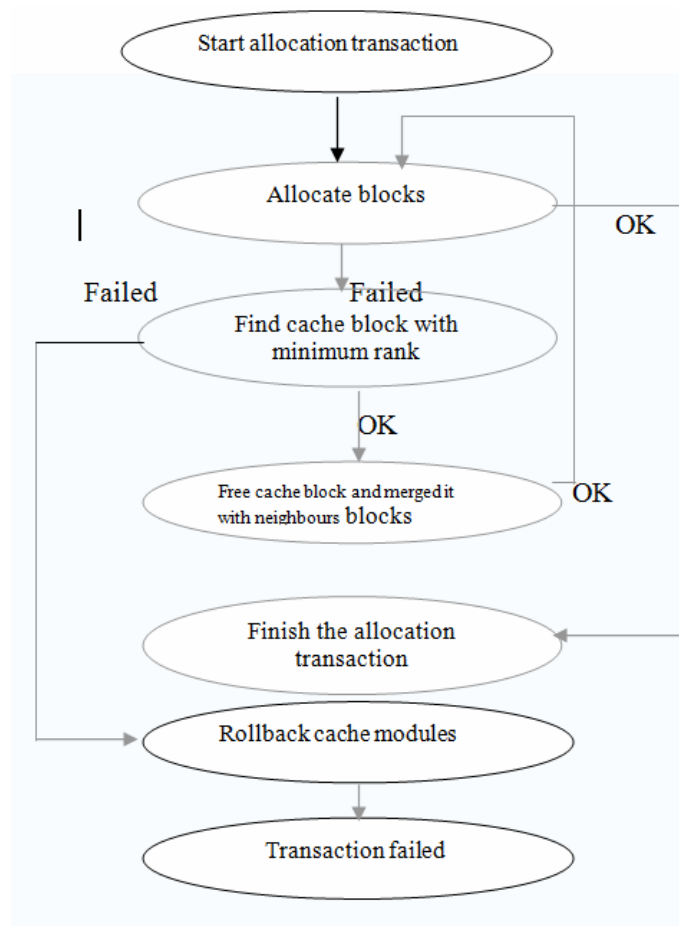 Start allocation transaction
Allocate blocks
OK
Failed
Failed
Find cache block with
minimum rank
OK
Free cache block and merged it
with neighbours blocks
OK
Finish the allocation
transaction
Rollback cache modules
Transaction failed